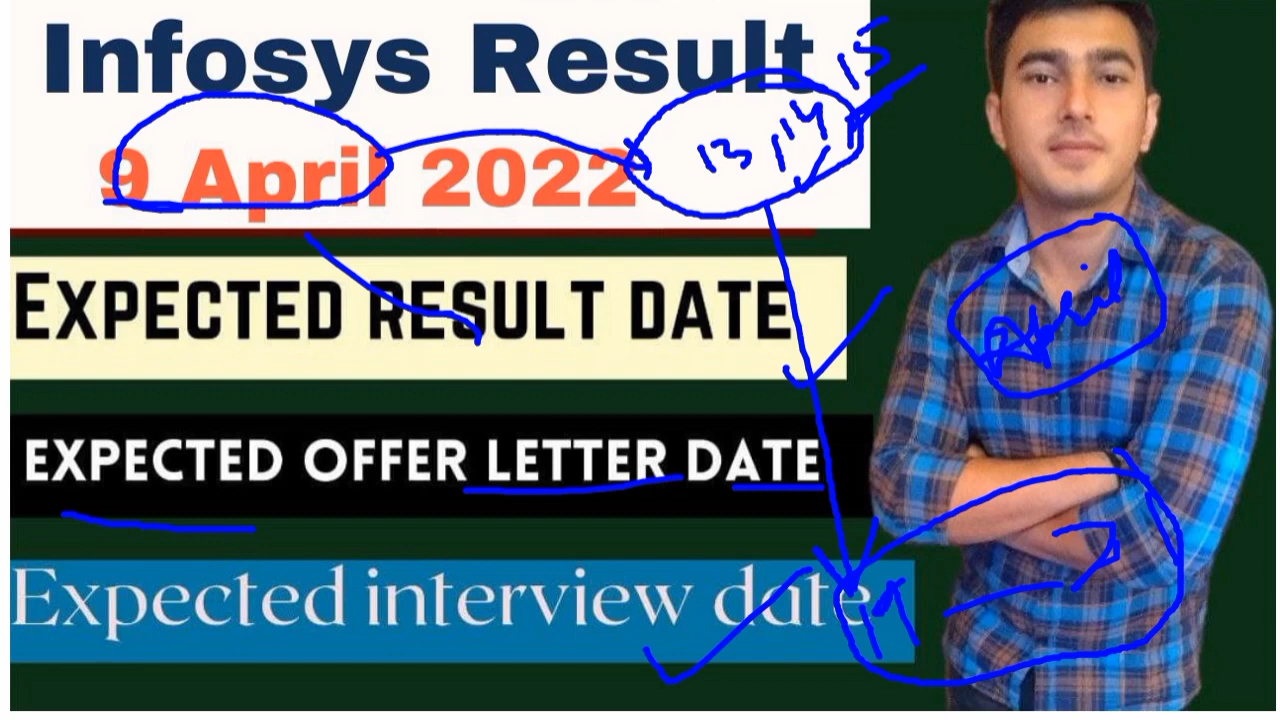 Infosys Result 15
9 April 2022 13 14
EXPECTED RESULT DATE
April
EXPECTED OFFER LETTER DATE
Expected interview date
19